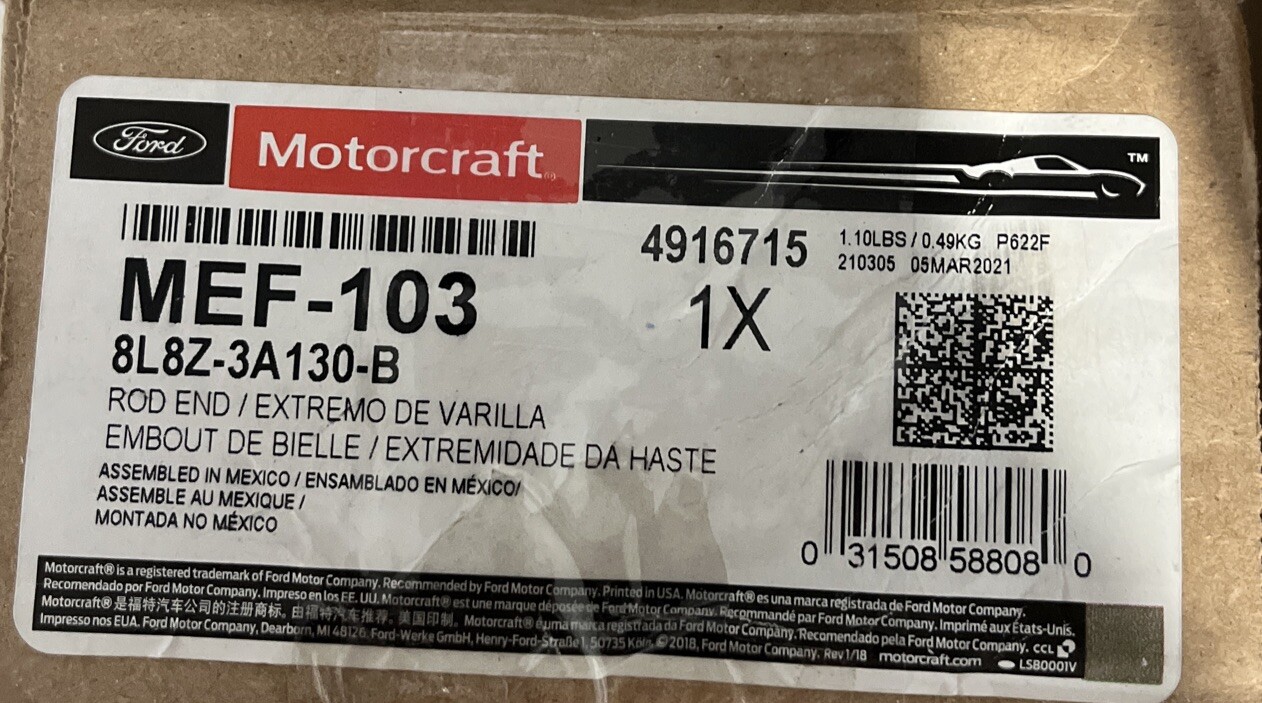 Ford
Motorcraft®
™
4916715
1.10LBS / 0.49KG P622F
210305 05MAR2021
MEF-103
1X
8L8Z-3A130-B
ROD END / EXTREMO DE VARILLA
EMBOUT DE BIELLE / EXTREMIDADE DA HASTE
ASSEMBLED IN MEXICO / ENSAMBLADO EN MÉXICO/
ASSEMBLE AU MEXIQUE /
MONTADA NO MÉXICO
0 31508 58808 0
Motorcraft® is a registered trademark of Ford Motor Company. Recommended by Ford Motor Company. Printed in USA. Motorcraft® es una marca registrada de Ford Motor Company.
Recomendado por Ford Motor Company. Impreso en los EE. UU. Motorcraft® est une marque déposée de Ford Motor Company. Recommandé par Ford Motor Company. Imprimé aux États-Unis.
Motorcraft® 是福特汽车公司的注册商标。由福特汽车推荐。美国印制。Motorcraft® é uma marca registrada da Ford Motor Company. Recomendado pela Ford Motor Company. CCL
Impresso nos EUA. Ford Motor Company, Dearborn, MI 48126. Ford-Werke GmbH, Henry-Ford-Straße 1, 50735 Köln. © 2018, Ford Motor Company. Rev 1/18 motorcraft.com LSB0001V